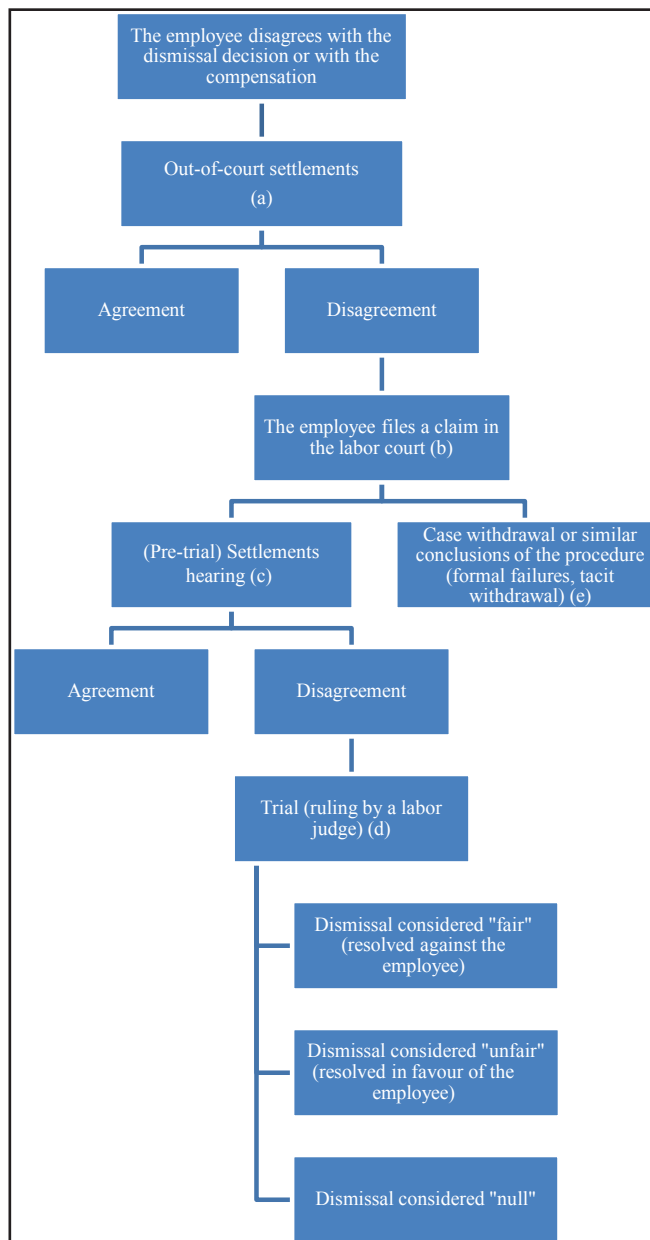 The employee disagrees with the
dismissal decision or with the
compensation
Out-of-court settlements
(a)
Agreement
Disagreement
The employee files a claim in
the labor court (b)
(Pre-trial) Settlements
hearing (c)
Case withdrawal or similar
conclusions of the procedure
(formal failures, tacit
withdrawal) (e)
Agreement
Disagreement
Trial (ruling by a labor
judge) (d)
Dismissal considered "fair"
(resolved against the
employee)
Dismissal considered "unfair"
(resolved in favour of the
employee)
Dismissal considered "null"